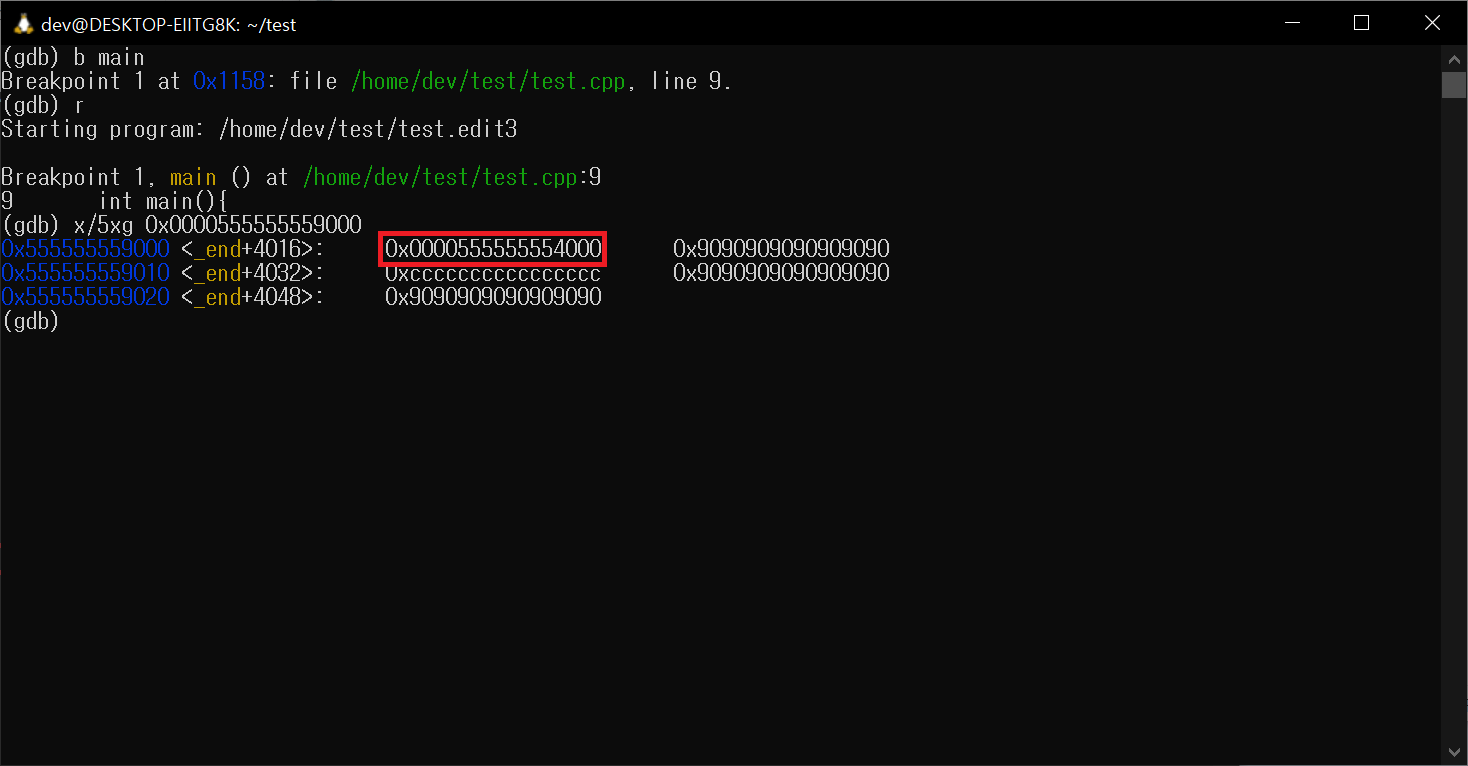 dev@DESKTOP-EIITG8K: ~/test
(gdb) b main
Breakpoint 1 at 0x1158: file /home/dev/test/test.cpp, line 9.
(gdb) r
Starting program: /home/dev/test/test.edit3
Breakpoint 1, main () at /home/dev/test/test.cpp:9
9       int main(){
(gdb) x/5xg 0x0000555555559000
0x555555559000 <_end+4016>:     0x0000555555554000      0x9090909090909090
0x555555559010 <_end+4032>:     0xcccccccccccccccc      0x9090909090909090
0x555555559020 <_end+4048>:     0x9090909090909090
(gdb)